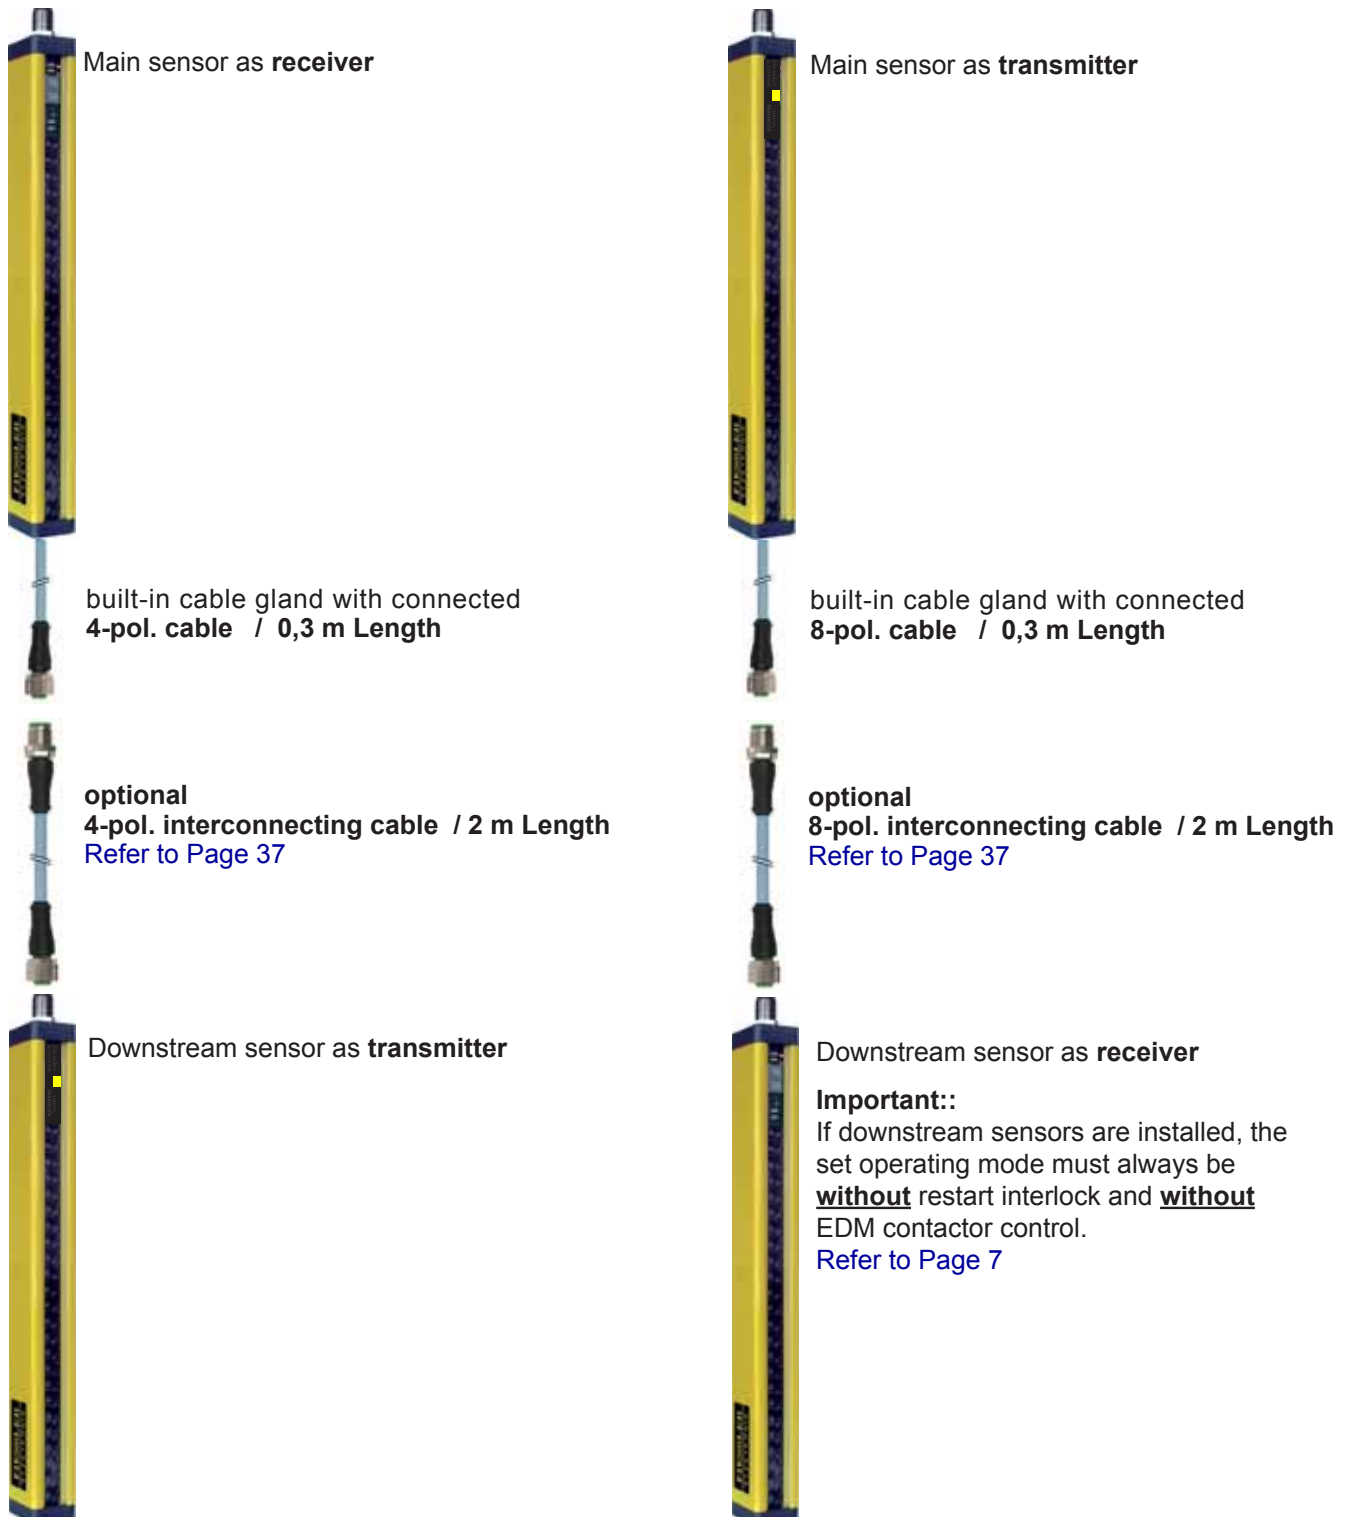 Main sensor as receiver
built-in cable gland with connected
4-pol. cable / 0,3 m Length
optional
4-pol. interconnecting cable / 2 m Length
Refer to Page 37
Downstream sensor as transmitter
Main sensor as transmitter
built-in cable gland with connected
8-pol. cable / 0,3 m Length
optional
8-pol. interconnecting cable / 2 m Length
Refer to Page 37
Downstream sensor as receiver
Important::
If downstream sensors are installed, the
set operating mode must always be
without restart interlock and without
EDM contactor control.
Refer to Page 7